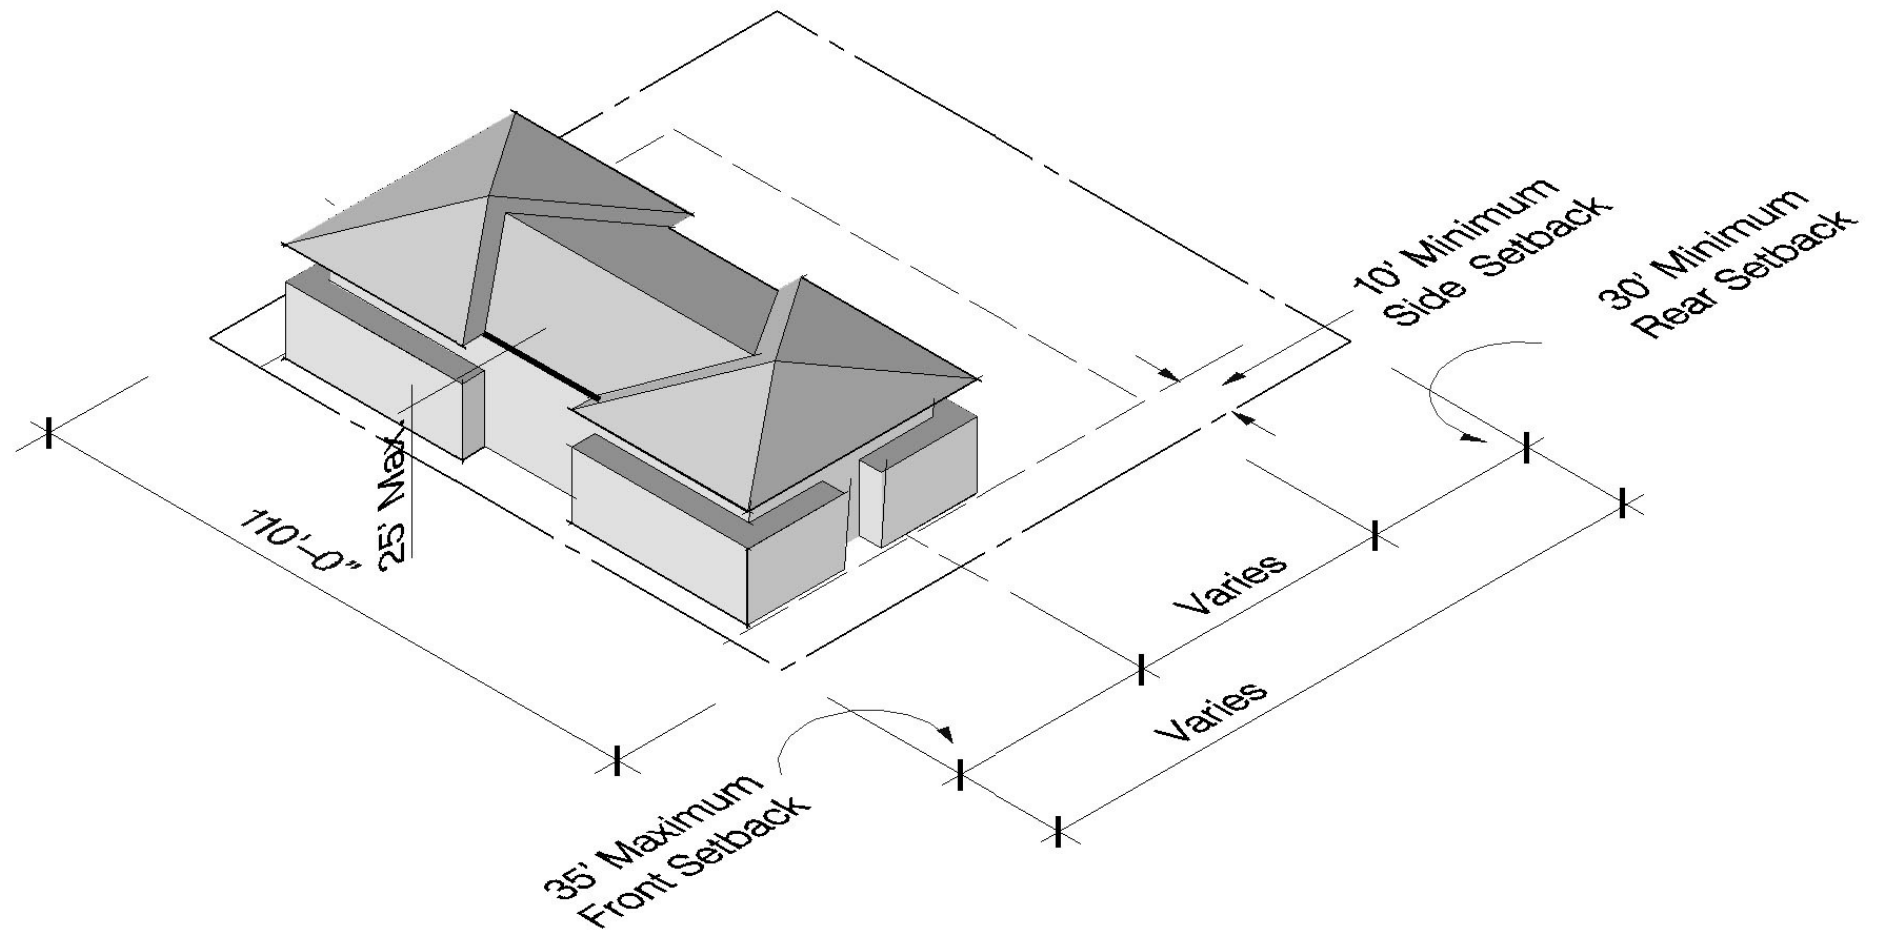 10' Minimum
Side Setback
30' Minimum
Rear Setback
110'-0"
25' Max.
Varies
Varies
35' Maximum
Front Setback